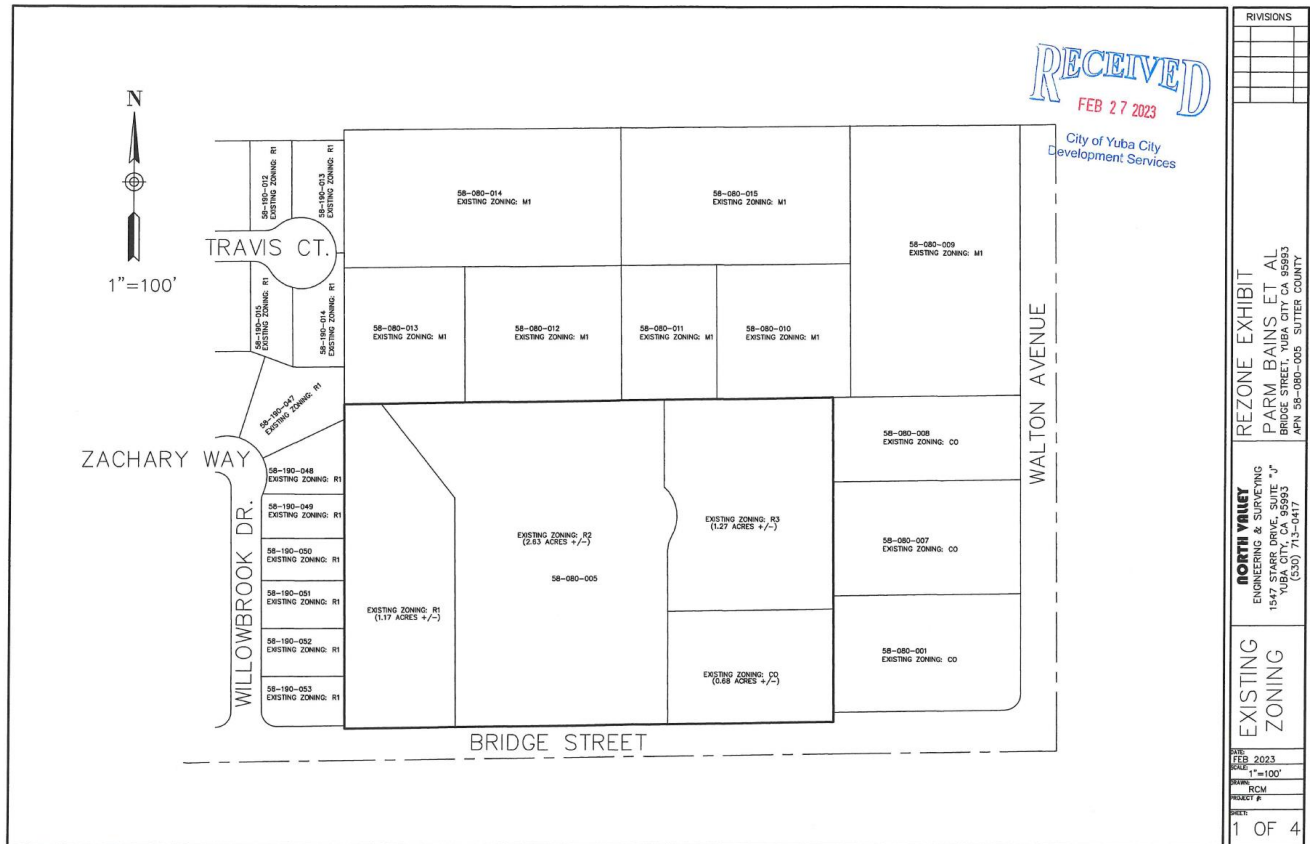 RIVISIONS
RECEIVED
FEB 27 2023
City of Yuba City
Development Services
N
1"=100'
58-190-012
EXISTING ZONING: R1
58-190-013
EXISTING ZONING: R1
TRAVIS CT.
58-190-015
EXISTING ZONING: R1
58-190-014
EXISTING ZONING: R1
58-080-014
EXISTING ZONING: M1
58-080-015
EXISTING ZONING: M1
58-080-009
EXISTING ZONING: M1
58-080-013
EXISTING ZONING: M1
58-080-012
EXISTING ZONING: M1
58-080-011
EXISTING ZONING: M1
58-080-010
EXISTING ZONING: M1
WALTON AVENUE
58-190-047
EXISTING ZONING: R1
ZACHARY WAY
58-190-048
EXISTING ZONING: R1
58-190-049
EXISTING ZONING: R1
58-190-050
EXISTING ZONING: R1
58-190-051
EXISTING ZONING: R1
58-190-052
EXISTING ZONING: R1
58-190-053
EXISTING ZONING: R1
WILLOWBROOK DR.
EXISTING ZONING: R1
(1.17 ACRES +/-)
EXISTING ZONING: R2
(2.63 ACRES +/-)
58-080-005
EXISTING ZONING: R3
(1.27 ACRES +/-)
EXISTING ZONING: CO
(0.68 ACRES +/-)
58-080-008
EXISTING ZONING: CO
58-080-007
EXISTING ZONING: CO
58-080-001
EXISTING ZONING: CO
BRIDGE STREET
REZONE EXHIBIT
PARM BAINS ET AL
BRIDGE STREET, YUBA CITY CA 95993
APN 58-080-005 SUTTER COUNTY
NORTH VALLEY
ENGINEERING & SURVEYING
1547 STARR DRIVE, SUITE "J"
YUBA CITY, CA 95993
(530) 713-0417
EXISTING
ZONING
DATE:
FEB 2023
SCALE:
1"=100'
DRAWN:
RCM
PROJECT #:
SHEET:
1 OF 4